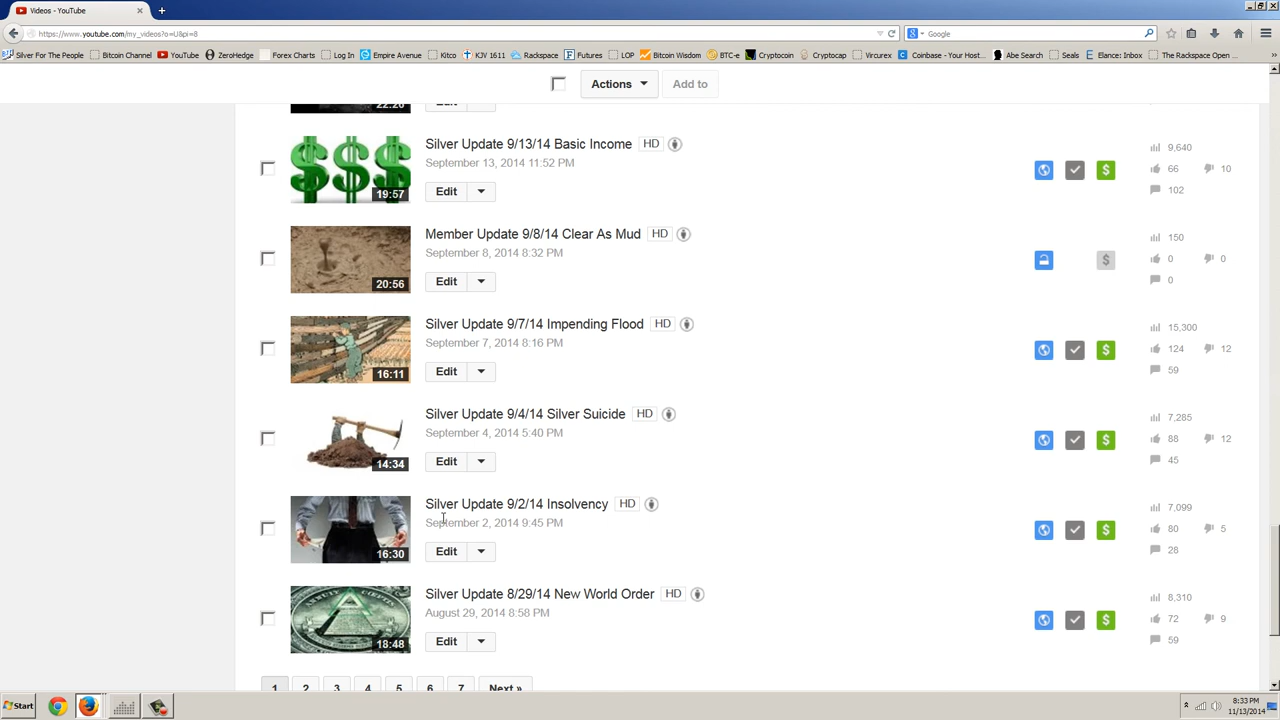 Videos - YouTube
https://www.youtube.com/my_videos?o=U&pi=8
Google
Silver For The People
Bitcoin Channel
YouTube
ZeroHedge
Forex Charts
Log In
Empire Avenue
Kitco
KJV 1611
Rackspace
Futures
LOP
Bitcoin Wisdom
BTC-e
Cryptocoin
Cryptocap
Vircurex
Coinbase - Your Host...
Abe Search
Seals
Elance: Inbox
The Rackspace Open ...
Actions
Add to
22:26
Edit
Silver Update 9/13/14 Basic Income HD
September 13, 2014 11:52 PM
19:57
Edit
9,640
66 10
102
Member Update 9/8/14 Clear As Mud HD
September 8, 2014 8:32 PM
20:56
Edit
150
0 0
0
Silver Update 9/7/14 Impending Flood HD
September 7, 2014 8:16 PM
16:11
Edit
15,300
124 12
59
Silver Update 9/4/14 Silver Suicide HD
September 4, 2014 5:40 PM
14:34
Edit
7,285
88 12
45
Silver Update 9/2/14 Insolvency HD
September 2, 2014 9:45 PM
16:30
Edit
7,099
80 5
28
Silver Update 8/29/14 New World Order HD
August 29, 2014 8:58 PM
18:48
Edit
8,310
72 9
59
1 2 3 4 5 6 7 Next »
Start
8:33 PM
11/13/2014